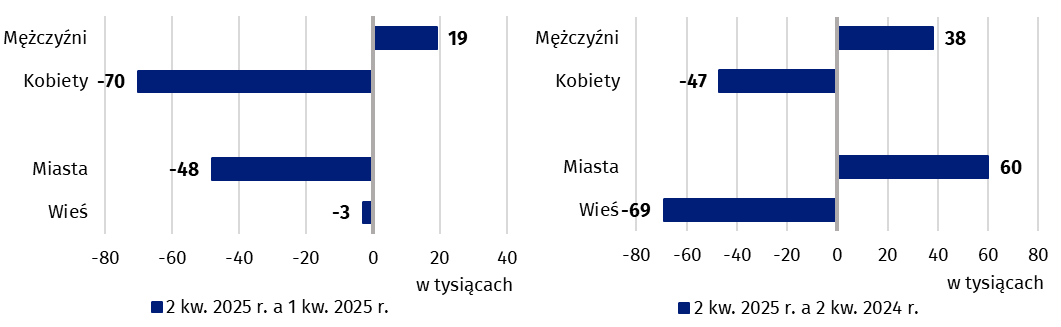 Mężczyźni 19
Kobiety -70
Miasta -48
Wieś -3
-80 -60 -40 -20 0 20 40
w tysiącach
2 kw. 2025 r. a 1 kw. 2025 r.
Mężczyźni 38
Kobiety -47
Miasta 60
Wieś -69
-80 -60 -40 -20 0 20 40 60 80
w tysiącach
2 kw. 2025 r. a 2 kw. 2024 r.